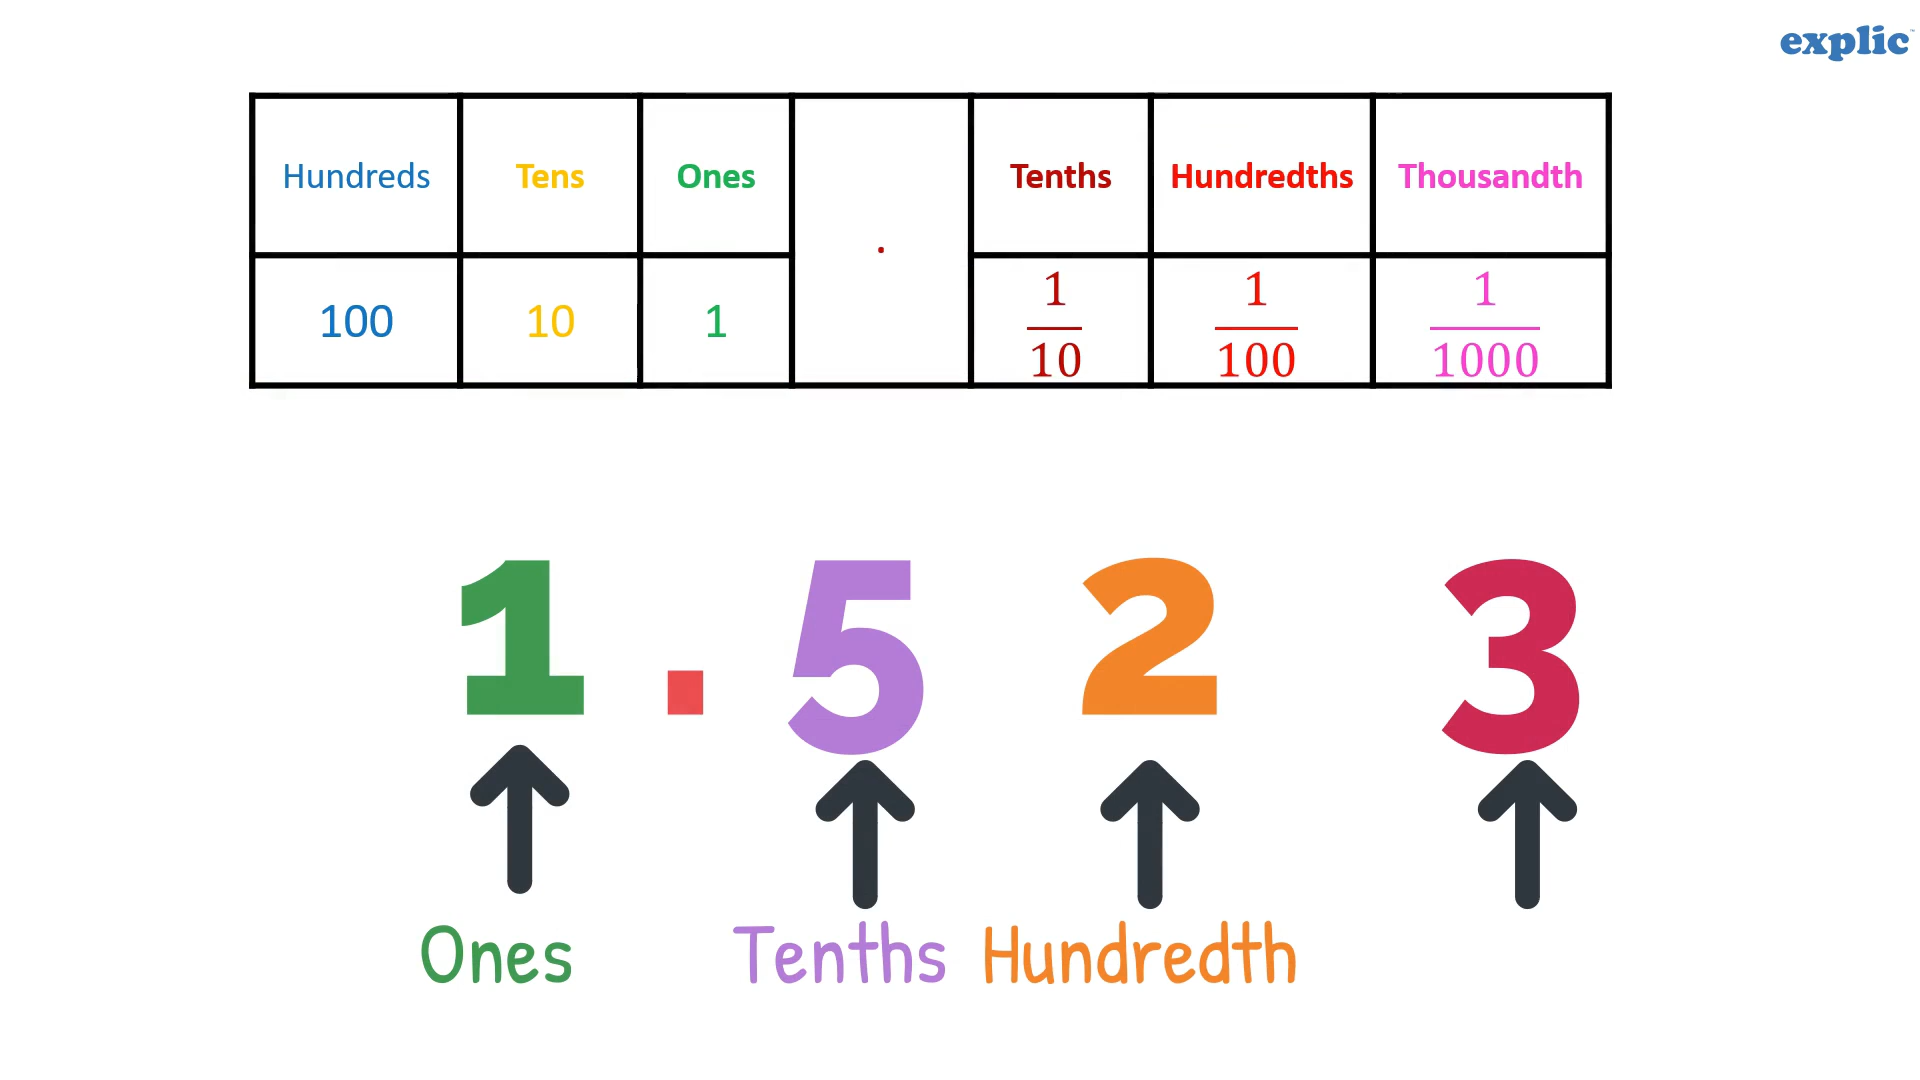 explic™
Hundreds Tens Ones . Tenths Hundredths Thousandth
100 10 1 1/10 1/100 1/1000
1 . 5 2 3
Ones Tenths Hundredth